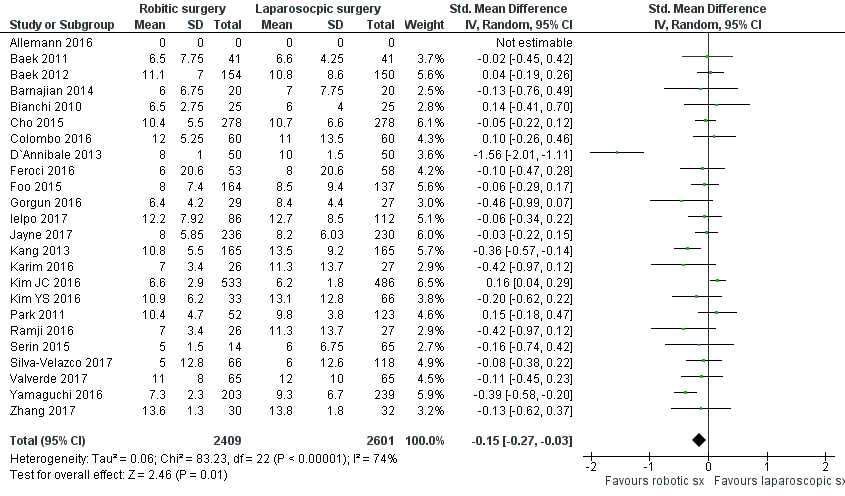 Robitic surgery Laparosocpic surgery Std. Mean Difference Std. Mean Difference
Study or Subgroup Mean SD Total Mean SD Total Weight IV, Random, 95% CI IV, Random, 95% CI
Allemann 2016 0 0 0 0 0 0 Not estimable
Baek 2011 6.5 7.75 41 6.6 4.25 41 3.7% -0.02 [-0.45, 0.42]
Baek 2012 11.1 7 154 10.8 8.6 150 5.8% 0.04 [-0.19, 0.26]
Barnajian 2014 6 6.75 20 7 7.75 20 2.5% -0.13 [-0.76, 0.49]
Bianchi 2010 6.5 2.75 25 6 4 25 2.8% 0.14 [-0.41, 0.70]
Cho 2015 10.4 5.5 278 10.7 6.6 278 6.4% -0.05 [-0.22, 0.12]
Colombo 2016 12 5.25 60 11 13.5 60 4.3% 0.10 [-0.26, 0.46]
D`Annibale 2013 8 1 50 10 1.5 50 3.6% -1.56 [-2.01, -1.11]
Feroci 2016 6 20.6 53 8 20.6 58 4.2% -0.10 [-0.47, 0.28]
Foo 2015 8 7.4 164 8.5 9.4 137 5.7% -0.06 [-0.29, 0.17]
Gorgun 2016 6.4 4.2 29 8.4 4.4 27 3.0% -0.46 [-0.99, 0.07]
Ielpo 2017 12.2 7.92 86 12.7 8.5 112 5.2% -0.06 [-0.34, 0.22]
Jayne 2017 8 5.85 236 8.2 6.03 230 6.2% -0.03 [-0.22, 0.15]
Kang 2013 10.8 5.5 165 13.5 9.2 165 5.8% -0.36 [-0.57, -0.14]
Karim 2016 7 3.4 26 11.3 13.7 27 2.9% -0.42 [-0.97, 0.12]
Kim JC 2016 6.6 2.9 533 6.2 1.8 486 6.8% 0.16 [0.04, 0.29]
Kim YS 2016 10.9 6.2 33 13.1 12.8 66 3.8% -0.20 [-0.62, 0.22]
Park 2011 10.4 4.7 52 9.8 3.8 123 4.6% 0.15 [-0.18, 0.47]
Ramji 2016 7 3.4 26 11.3 13.7 27 2.9% -0.42 [-0.97, 0.12]
Serin 2015 5 1.5 14 6 6.75 65 2.7% -0.16 [-0.74, 0.42]
Silva-Velazco 2017 5 12.8 66 6 12.6 118 4.9% -0.08 [-0.38, 0.22]
Valverde 2017 11 8 65 12 10 65 4.5% -0.11 [-0.45, 0.23]
Yamaguchi 2016 7.3 2.3 203 9.3 6.7 239 6.1% -0.39 [-0.58, -0.20]
Zhang 2017 13.6 1.3 30 13.8 1.8 32 3.2% -0.13 [-0.62, 0.37]
Total (95% CI) 2409 2601 100.0% -0.15 [-0.27, -0.03]
Heterogeneity: Tau² = 0.06; Chi² = 83.23, df = 22 (P < 0.00001); I² = 74%
Test for overall effect: Z = 2.46 (P = 0.01)
-2 -1 0 1 2
Favours robotic sx Favours laparoscopic sx